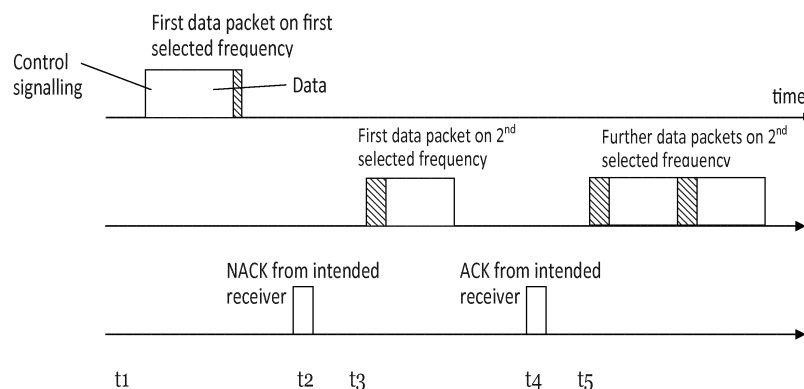 First data packet on first
selected frequency
Control
signalling
Data
time
First data packet on 2nd
selected frequency
Further data packets on 2nd
selected frequency
NACK from intended
receiver
ACK from intended
receiver
t1 t2 t3 t4 t5